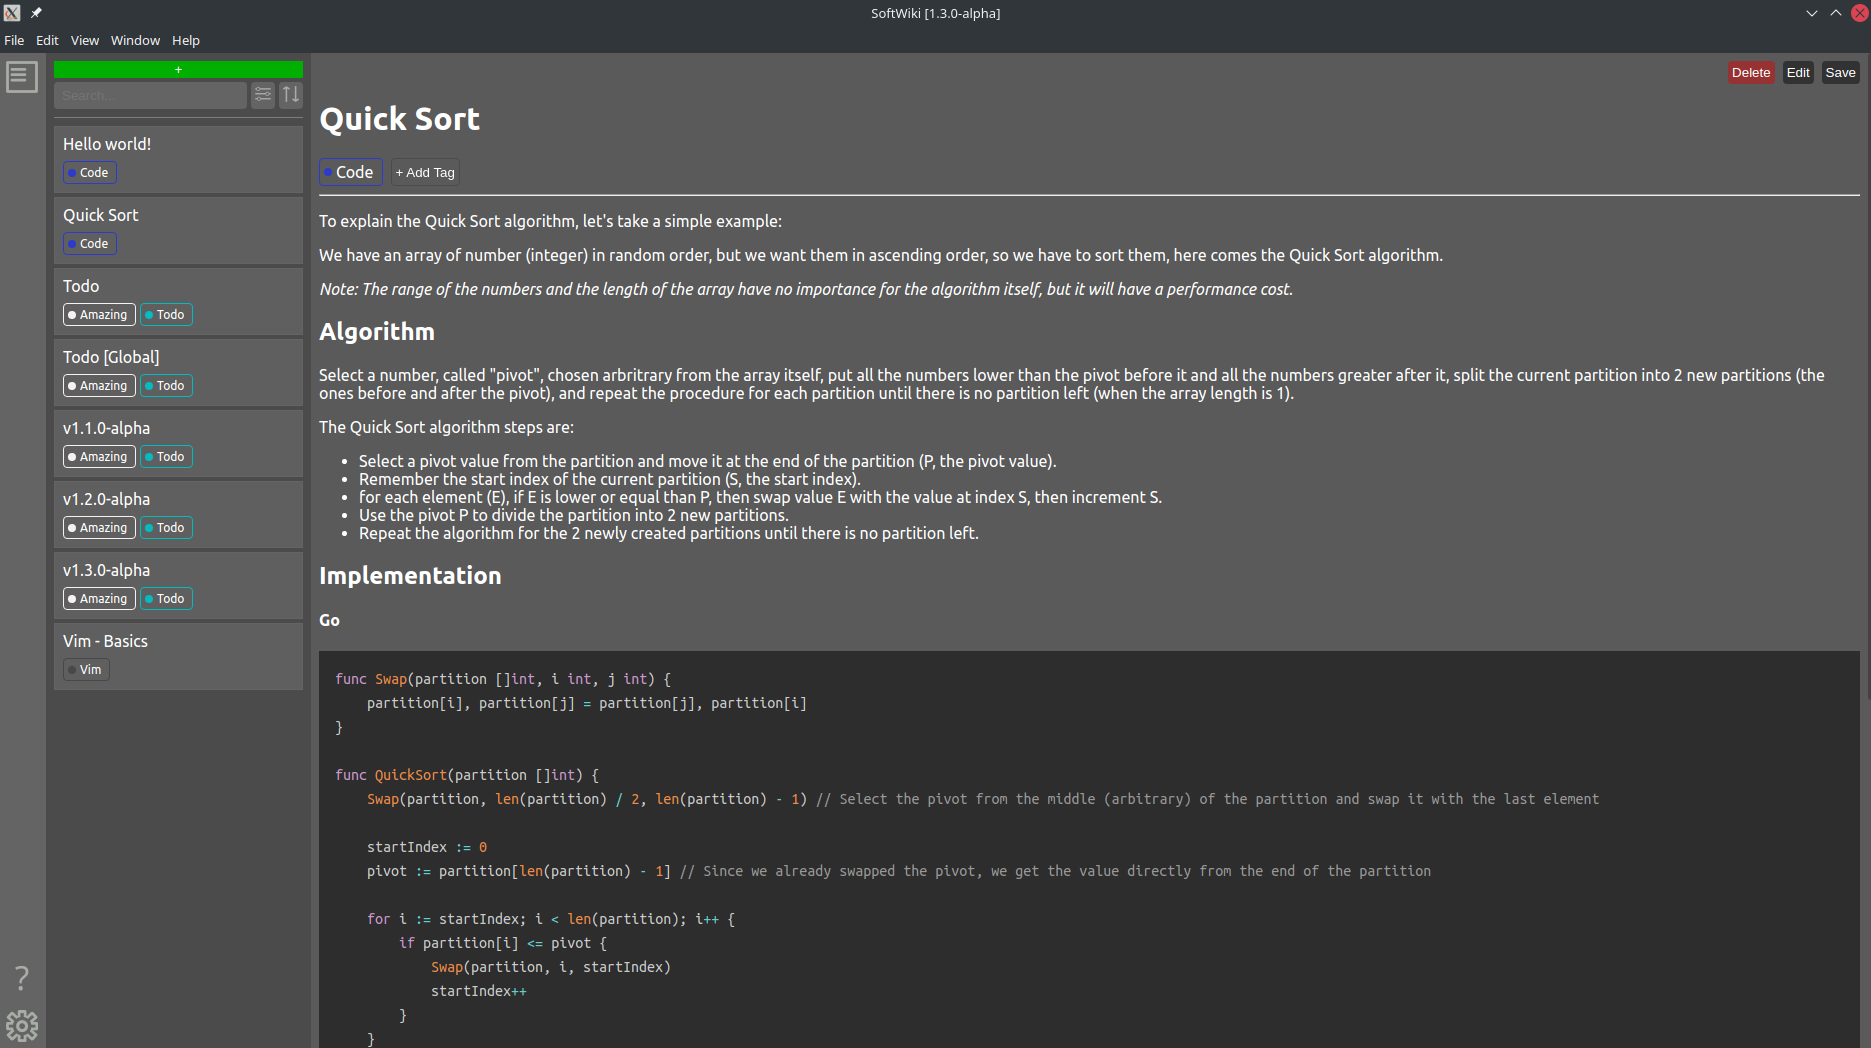 SoftWiki [1.3.0-alpha]
File Edit View Window Help
+
Search...
Hello world!
Code
Quick Sort
Code
Todo
Amazing Todo
Todo [Global]
Amazing Todo
v1.1.0-alpha
Amazing Todo
v1.2.0-alpha
Amazing Todo
v1.3.0-alpha
Amazing Todo
Vim - Basics
Vim
?
Delete Edit Save
Quick Sort
Code + Add Tag
To explain the Quick Sort algorithm, let's take a simple example:
We have an array of number (integer) in random order, but we want them in ascending order, so we have to sort them, here comes the Quick Sort algorithm.
Note: The range of the numbers and the length of the array have no importance for the algorithm itself, but it will have a performance cost.
Algorithm
Select a number, called "pivot", chosen arbritrary from the array itself, put all the numbers lower than the pivot before it and all the numbers greater after it, split the current partition into 2 new partitions (the
ones before and after the pivot), and repeat the procedure for each partition until there is no partition left (when the array length is 1).
The Quick Sort algorithm steps are:
• Select a pivot value from the partition and move it at the end of the partition (P, the pivot value).
• Remember the start index of the current partition (S, the start index).
• for each element (E), if E is lower or equal than P, then swap value E with the value at index S, then increment S.
• Use the pivot P to divide the partition into 2 new partitions.
• Repeat the algorithm for the 2 newly created partitions until there is no partition left.
Implementation
Go
func Swap(partition []int, i int, j int) {
    partition[i], partition[j] = partition[j], partition[i]
}
func QuickSort(partition []int) {
    Swap(partition, len(partition) / 2, len(partition) - 1) // Select the pivot from the middle (arbitrary) of the partition and swap it with the last element
    startIndex := 0
    pivot := partition[len(partition) - 1] // Since we already swapped the pivot, we get the value directly from the end of the partition
    for i := startIndex; i < len(partition); i++ {
        if partition[i] <= pivot {
            Swap(partition, i, startIndex)
            startIndex++
        }
    }